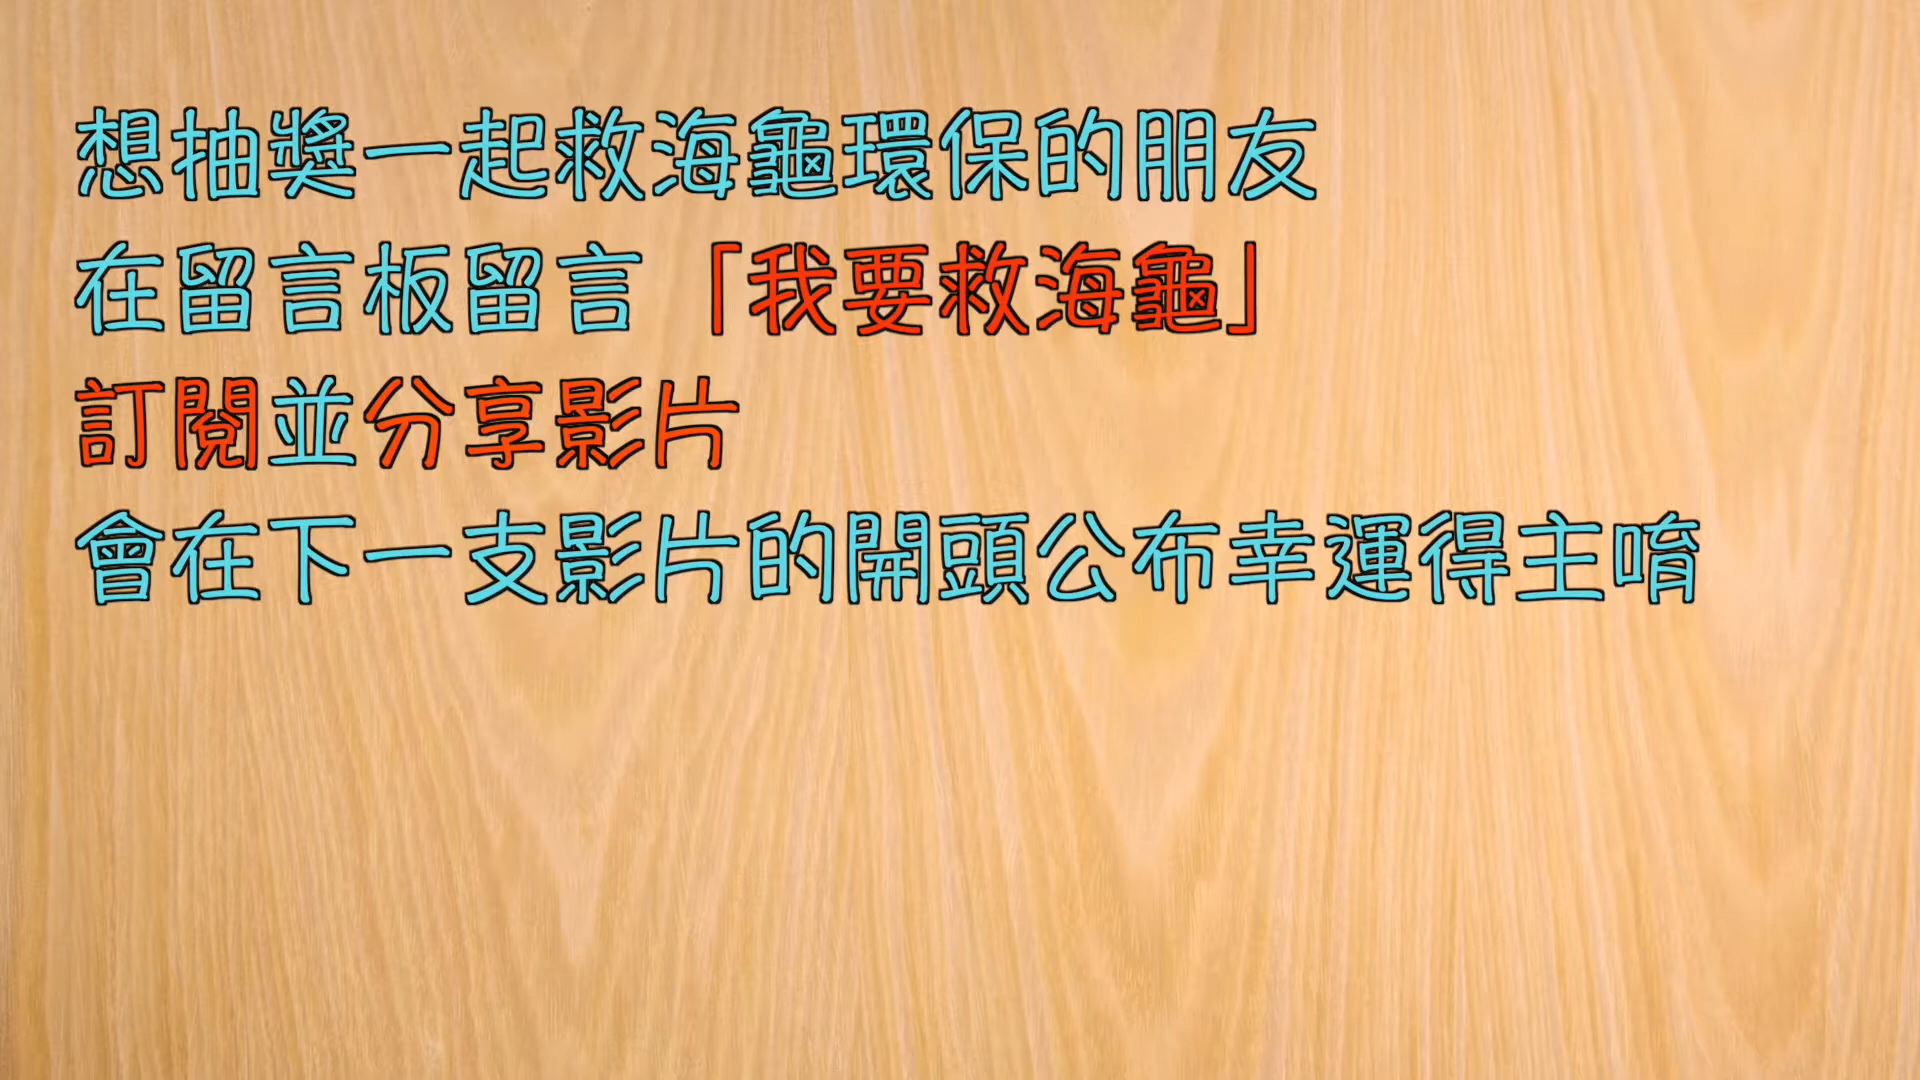 想抽獎一起救海龜環保的朋友
在留言板留言「我要救海龜」
訂閱並分享影片
會在下一支影片的開頭公布幸運得主唷